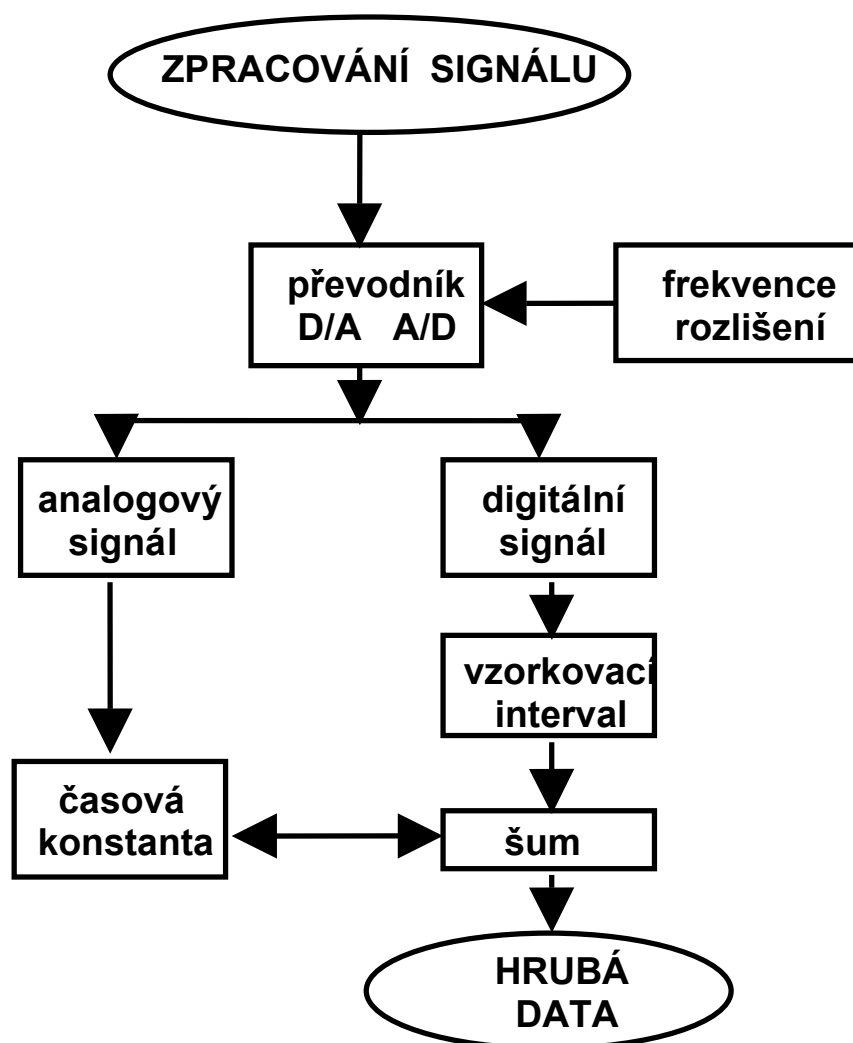 ZPRACOVÁNÍ SIGNÁLU
převodník
D/A A/D
frekvence
rozlišení
analogový
signál
digitální
signál
vzorkovací
interval
časová
konstanta
šum
HRUBÁ
DATA